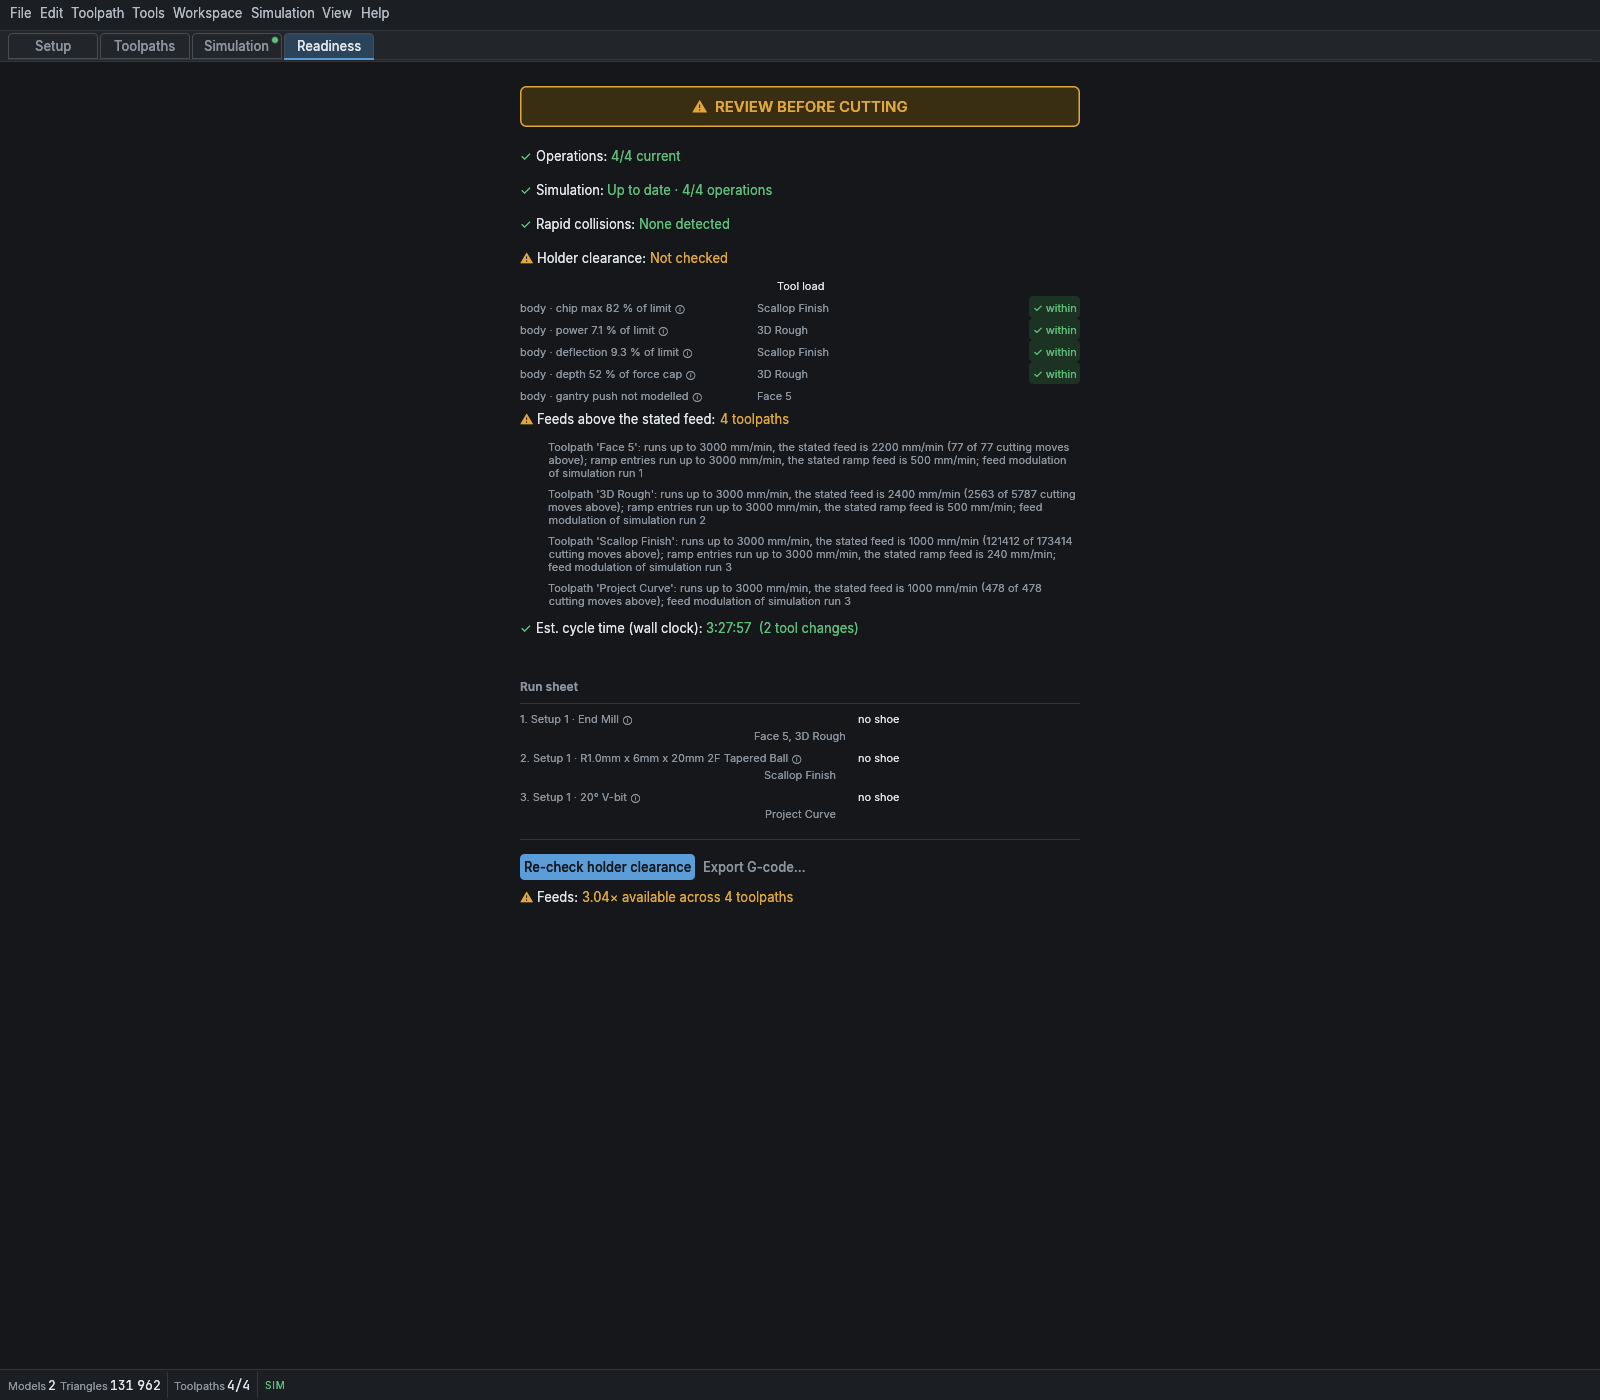 File Edit Toolpath Tools Workspace Simulation View Help
Setup Toolpaths Simulation Readiness
REVIEW BEFORE CUTTING
Operations: 4/4 current
Simulation: Up to date · 4/4 operations
Rapid collisions: None detected
Holder clearance: Not checked
Tool load
body · chip max 82 % of limit Scallop Finish within
body · power 7.1 % of limit 3D Rough within
body · deflection 9.3 % of limit Scallop Finish within
body · depth 52 % of force cap 3D Rough within
body · gantry push not modelled Face 5
Feeds above the stated feed: 4 toolpaths
Toolpath 'Face 5': runs up to 3000 mm/min, the stated feed is 2200 mm/min (77 of 77 cutting moves
above); ramp entries run up to 3000 mm/min, the stated ramp feed is 500 mm/min; feed modulation
of simulation run 1
Toolpath '3D Rough': runs up to 3000 mm/min, the stated feed is 2400 mm/min (2563 of 5787 cutting
moves above); ramp entries run up to 3000 mm/min, the stated ramp feed is 500 mm/min; feed
modulation of simulation run 2
Toolpath 'Scallop Finish': runs up to 3000 mm/min, the stated feed is 1000 mm/min (121412 of 173414
cutting moves above); ramp entries run up to 3000 mm/min, the stated ramp feed is 240 mm/min;
feed modulation of simulation run 3
Toolpath 'Project Curve': runs up to 3000 mm/min, the stated feed is 1000 mm/min (478 of 478
cutting moves above); feed modulation of simulation run 3
Est. cycle time (wall clock): 3:27:57 (2 tool changes)
Run sheet
1. Setup 1 · End Mill no shoe
Face 5, 3D Rough
2. Setup 1 · R1.0mm x 6mm x 20mm 2F Tapered Ball no shoe
Scallop Finish
3. Setup 1 · 20° V-bit no shoe
Project Curve
Re-check holder clearance Export G-code...
Feeds: 3.04× available across 4 toolpaths
Models 2 Triangles 131 962 Toolpaths 4/4 SIM